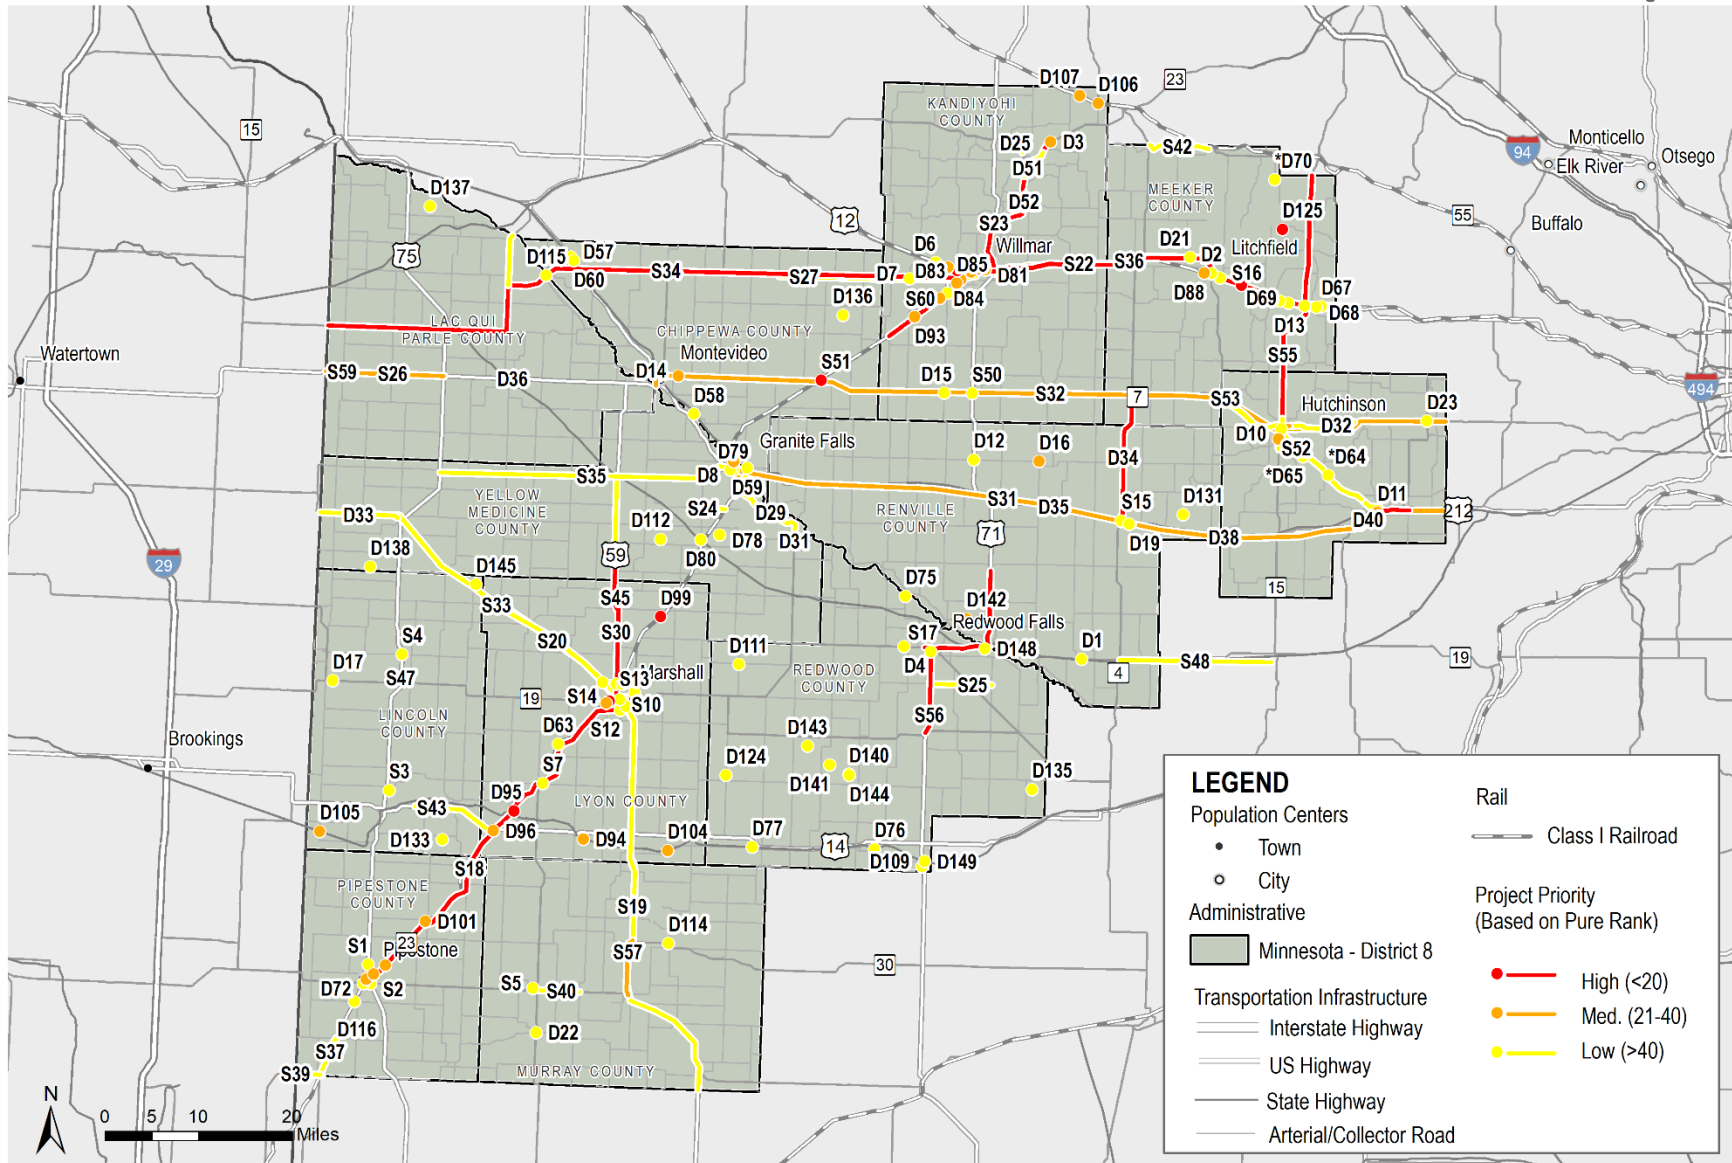 D107
D106
23
KANDIYOHI
COUNTY
15
Monticello
94
Otsego
Elk River
D25
D3
S42
*D70
D51
MEEKER
COUNTY
D137
D52
D125
12
S23
55
Buffalo
75
D6
Willmar
D21
D2
Litchfield
D115
D57
D60
S34
S27
D7
D83
D85
D81
S22
S36
S16
D88
D69
D67
D68
D136
S60
D84
D13
LAC QUI
PARLE COUNTY
CHIPPEWA COUNTY
D93
Watertown
Montevideo
S51
S55
S59
S26
D36
D14
D15
S50
S32
7
S53
494
D58
Hutchinson
D23
D10
D32
Granite Falls
D12
D16
S52
*D64
D79
D34
*D65
S35
D8
D59
YELLOW
MEDICINE
COUNTY
S24
D29
RENVILLE
COUNTY
S31
D35
S15
D131
D11
D33
D112
D78
D31
D40
212
D38
D19
71
D80
59
29
D138
D145
D75
15
S33
S45
D99
D142
S20
S30
Redwood Falls
S4
S17
D1
D17
D111
D4
D148
S48
19
S47
Marshall
S13
REDWOOD
COUNTY
4
S25
19
S14
S10
S56
LINCOLN
COUNTY
S12
D63
D143
Brookings
D140
S3
D124
D141
D144
D135
S7
D95
LYON COUNTY
S43
D105
D133
D96
D94
D104
D77
14
D76
D109
D149
S18
PIPESTONE
COUNTY
S19
D101
D114
S1
23
Pipestone
S57
30
D72
S2
S5
S40
D116
D22
S37
S39
MURRAY COUNTY
N
0
5
10
20
Miles
LEGEND
Population Centers
Town
City
Administrative
Minnesota - District 8
Transportation Infrastructure
Interstate Highway
US Highway
State Highway
Arterial/Collector Road
Rail
Class I Railroad
Project Priority
(Based on Pure Rank)
High (<20)
Med. (21-40)
Low (>40)